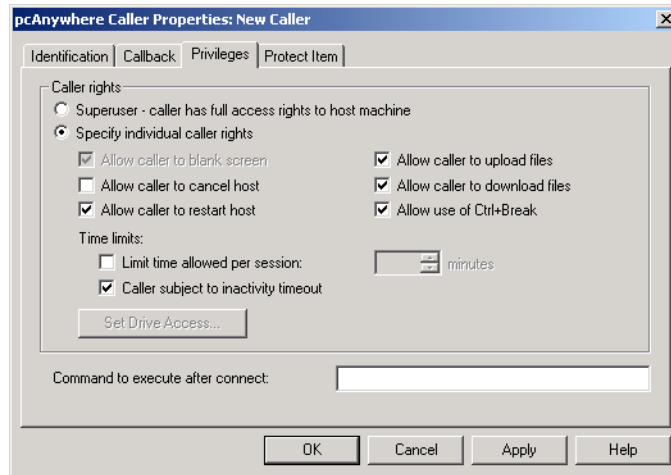 pcAnywhere Caller Properties: New Caller
Identification Callback Privileges Protect Item
Caller rights
Superuser - caller has full access rights to host machine
Specify individual caller rights
Allow caller to blank screen Allow caller to upload files
Allow caller to cancel host Allow caller to download files
Allow caller to restart host Allow use of Ctrl+Break
Time limits:
Limit time allowed per session: minutes
Caller subject to inactivity timeout
Set Drive Access...
Command to execute after connect:
OK Cancel Apply Help